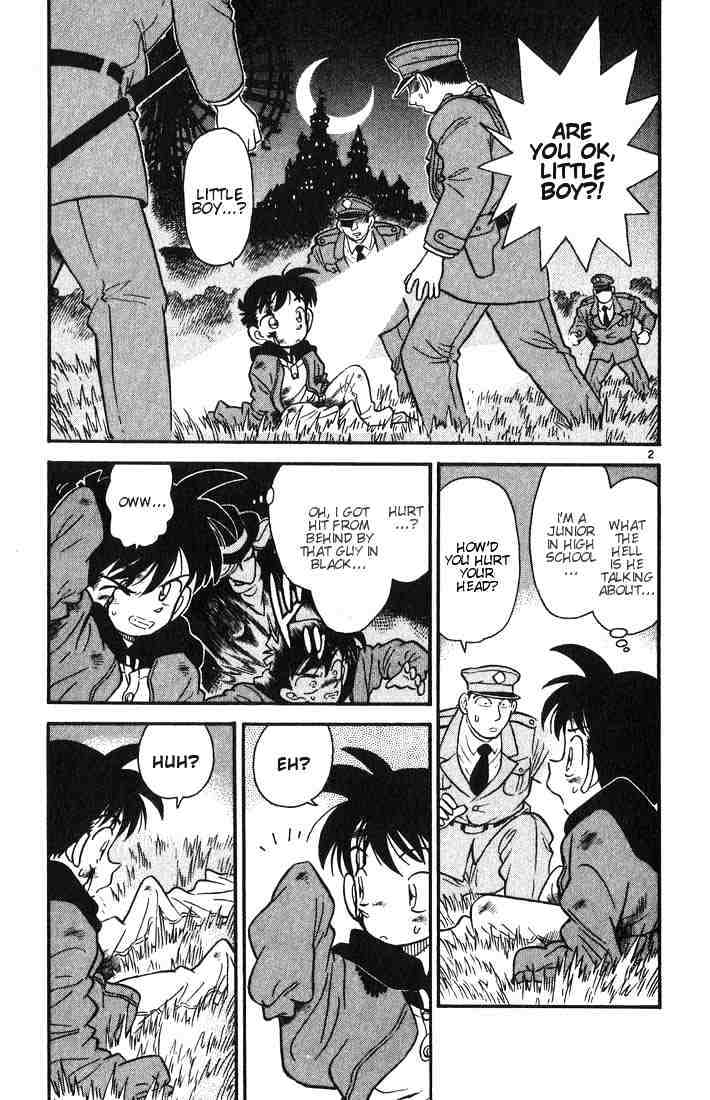 ARE
YOU OK,
LITTLE
BOY?!
LITTLE
BOY...?
2
WHAT
THE
HELL
IS HE
TALKING
ABOUT...
I'M A
JUNIOR
IN HIGH
SCHOOL
...
HOW'D
YOU HURT
YOUR
HEAD?
HURT
...?
OH, I GOT
HIT FROM
BEHIND BY
THAT GUY IN
BLACK...
OWW...
EH?
HUH?